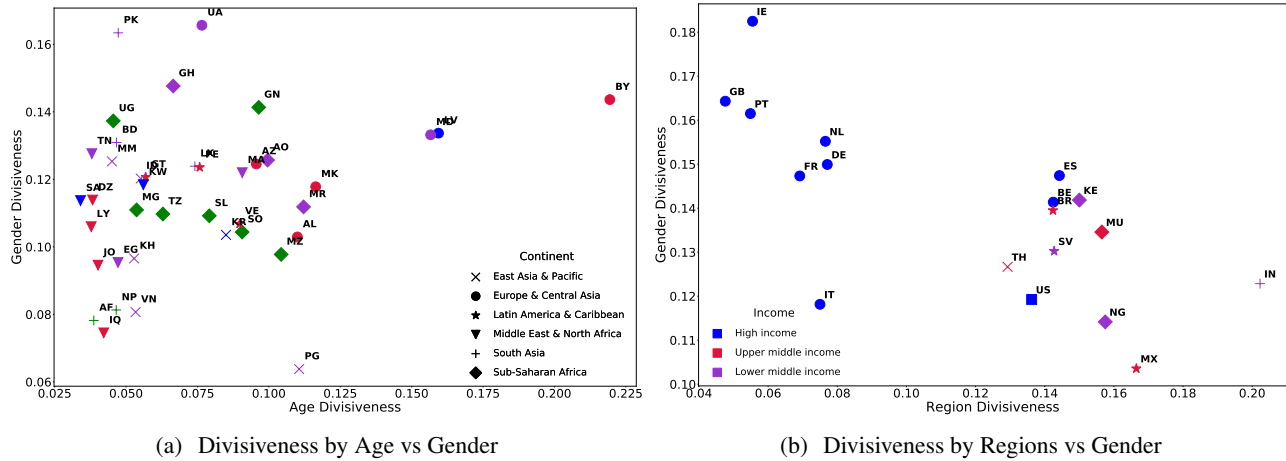 0.16
0.14
0.12
0.10
0.08
0.06
Gender Divisiveness
PK
UA
GH
GN
BY
UG
BD
TN
MM
GT
KW
LK
PE
MA
AZ
AO
LV
SA
DZ
MG
TZ
SL
MK
MR
LY
KR
VE
SO
AL
MZ
JO
EG
KH
AF
NP
VN
IQ
PG
Continent
East Asia & Pacific
Europe & Central Asia
Latin America & Caribbean
Middle East & North Africa
South Asia
Sub-Saharan Africa
0.025 0.050 0.075 0.100 0.125 0.150 0.175 0.200 0.225
Age Divisiveness
(a) Divisiveness by Age vs Gender
0.18
0.17
0.16
0.15
0.14
0.13
0.12
0.11
0.10
Gender Divisiveness
IE
GB
PT
NL
DE
FR
ES
BE
BR
KE
MU
SV
TH
IN
US
IT
NG
MX
Income
High income
Upper middle income
Lower middle income
0.04 0.06 0.08 0.10 0.12 0.14 0.16 0.18 0.20
Region Divisiveness
(b) Divisiveness by Regions vs Gender